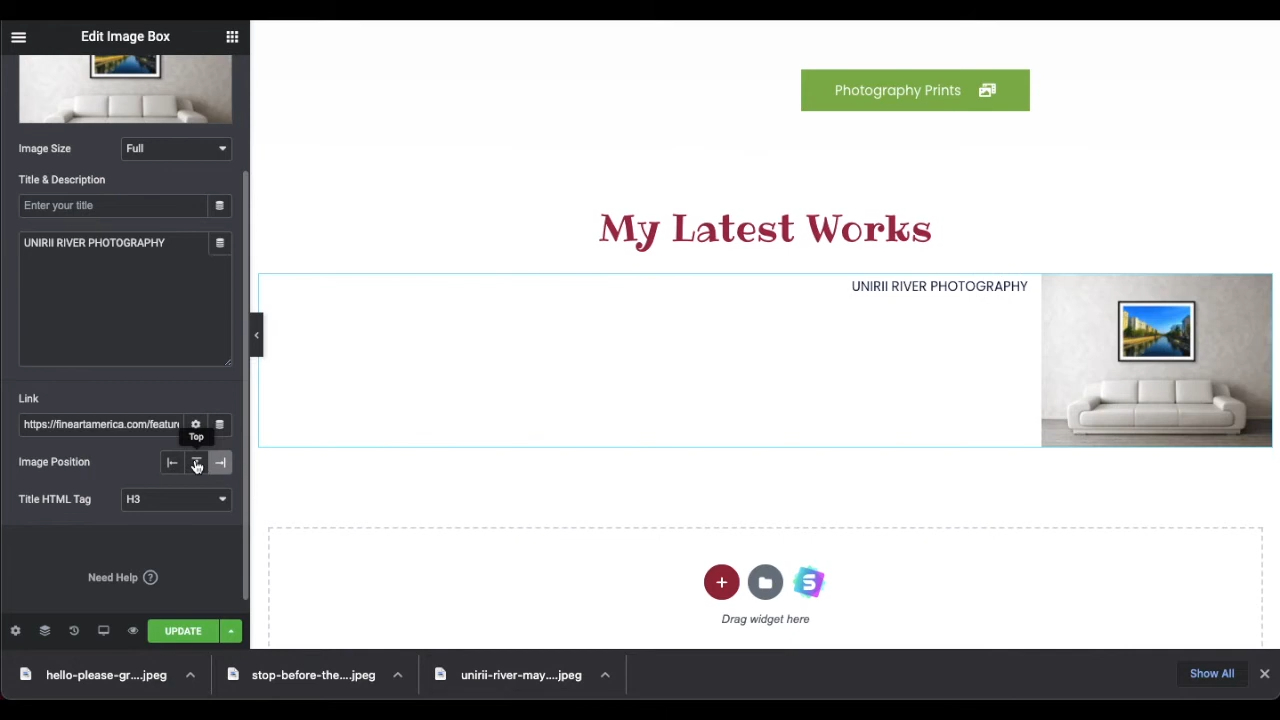 Edit Image Box
Image Size
Full
Title & Description
Enter your title
UNIRII RIVER PHOTOGRAPHY
Link
https://fineartamerica.com/feature
Top
Image Position
Title HTML Tag
H3
Need Help ?
UPDATE
Photography Prints
My Latest Works
UNIRII RIVER PHOTOGRAPHY
+
S
Drag widget here
hello-please-gr....jpeg
stop-before-the....jpeg
unirii-river-may....jpeg
Show All